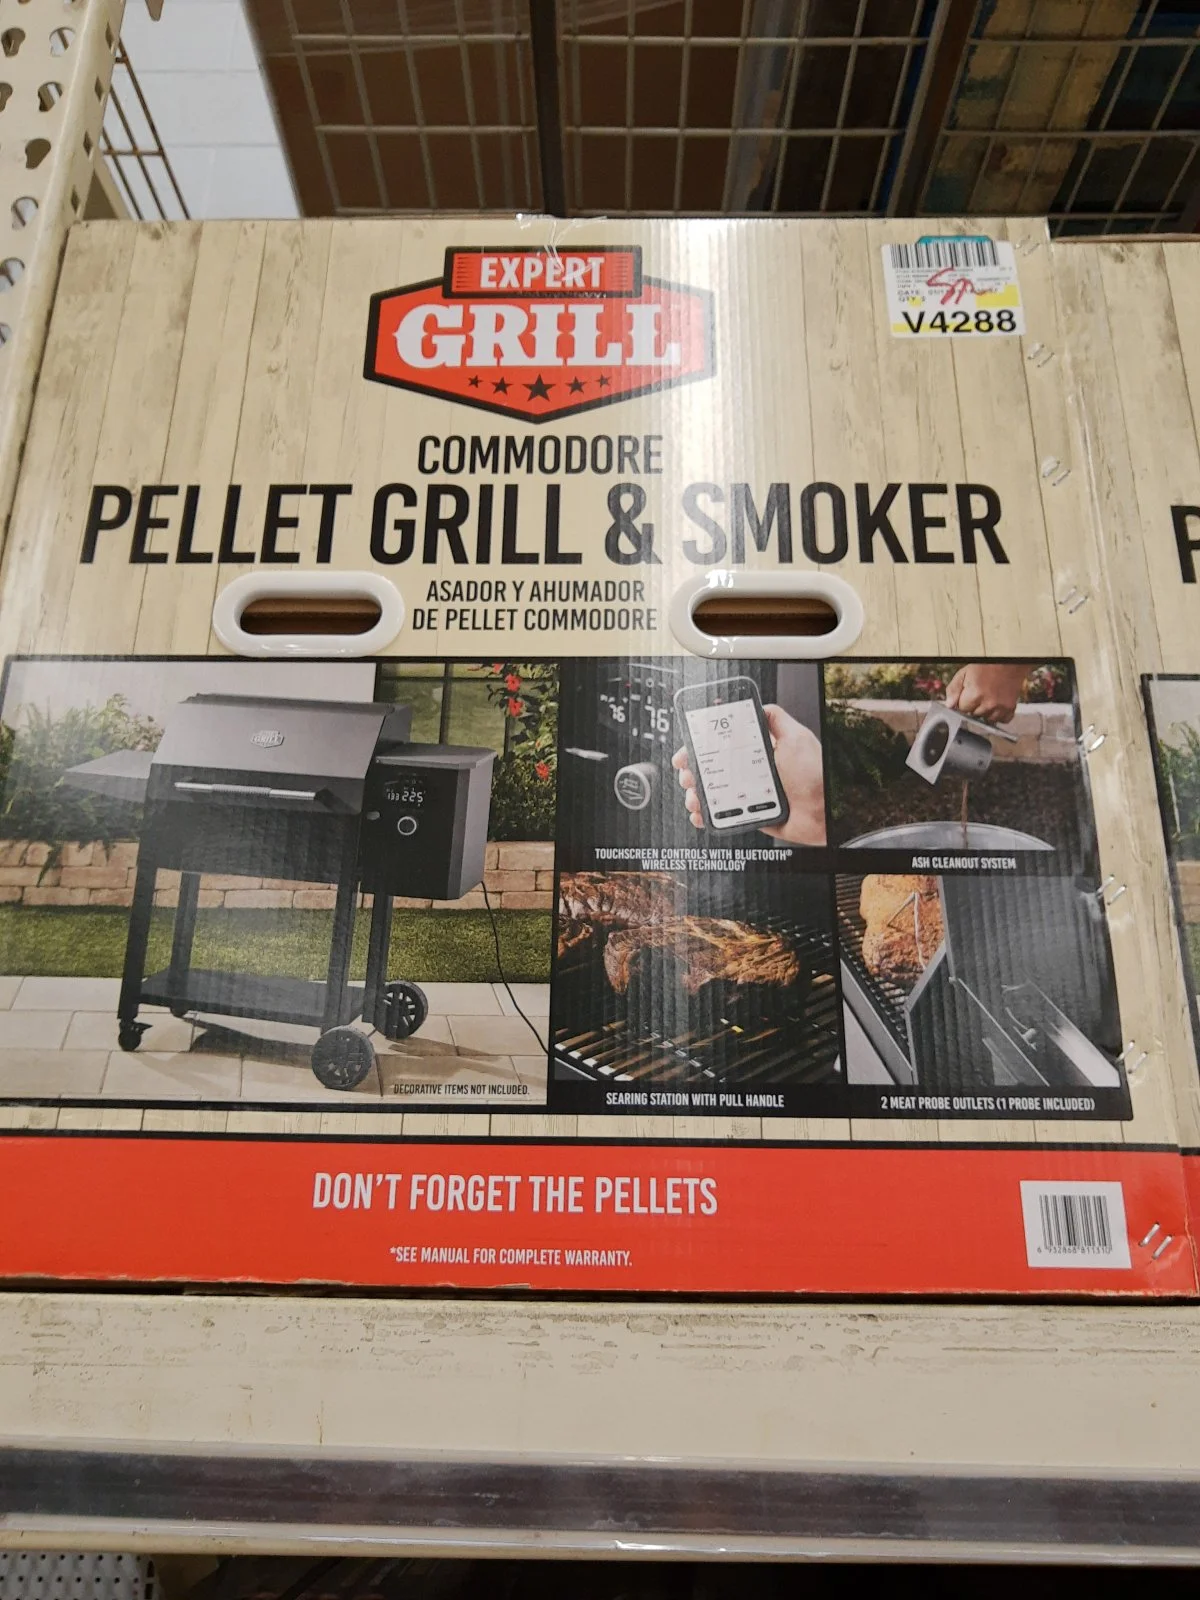 EXPERT
GRILL
V4288
COMMODORE
PELLET GRILL & SMOKER
ASADOR Y AHUMADOR
DE PELLET COMMODORE
GRILL
225
76
76°
TOUCHSCREEN CONTROLS WITH BLUETOOTH®
WIRELESS TECHNOLOGY
ASH CLEANOUT SYSTEM
DECORATIVE ITEMS NOT INCLUDED.
SEARING STATION WITH PULL HANDLE
2 MEAT PROBE OUTLETS (1 PROBE INCLUDED)
DON'T FORGET THE PELLETS
*SEE MANUAL FOR COMPLETE WARRANTY.